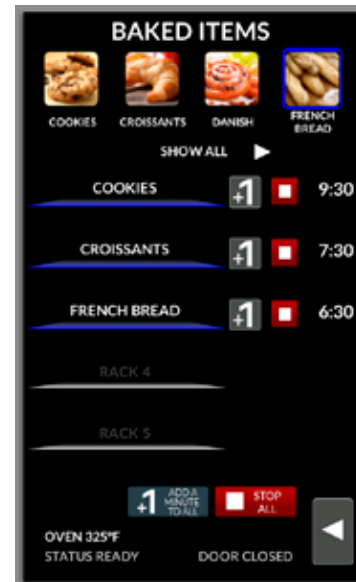 BAKED ITEMS
COOKIES CROISSANTS DANISH FRENCH
BREAD
SHOW ALL
COOKIES +1 9:30
CROISSANTS +1 7:30
FRENCH BREAD +1 6:30
RACK 4
RACK 5
+1 ADD A
MINUTE
TO ALL
STOP
ALL
OVEN 325°F
STATUS READY DOOR CLOSED